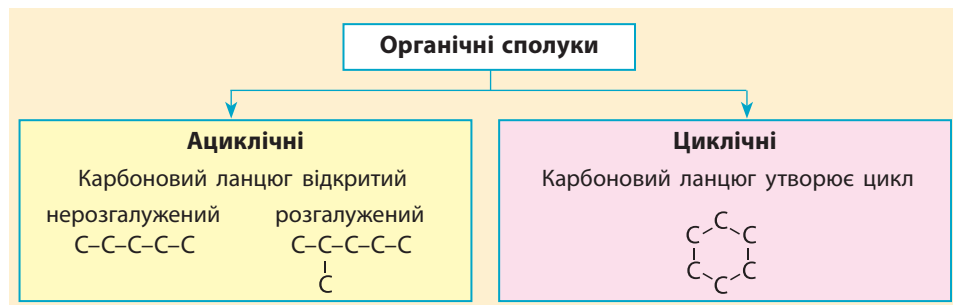 Органічні сполуки
Ациклічні
Карбоновий ланцюг відкритий
нерозгалужений розгалужений
С–С–С–С–С С–С–С–С–С
С
Циклічні
Карбоновий ланцюг утворює цикл
С
С С
С С
С